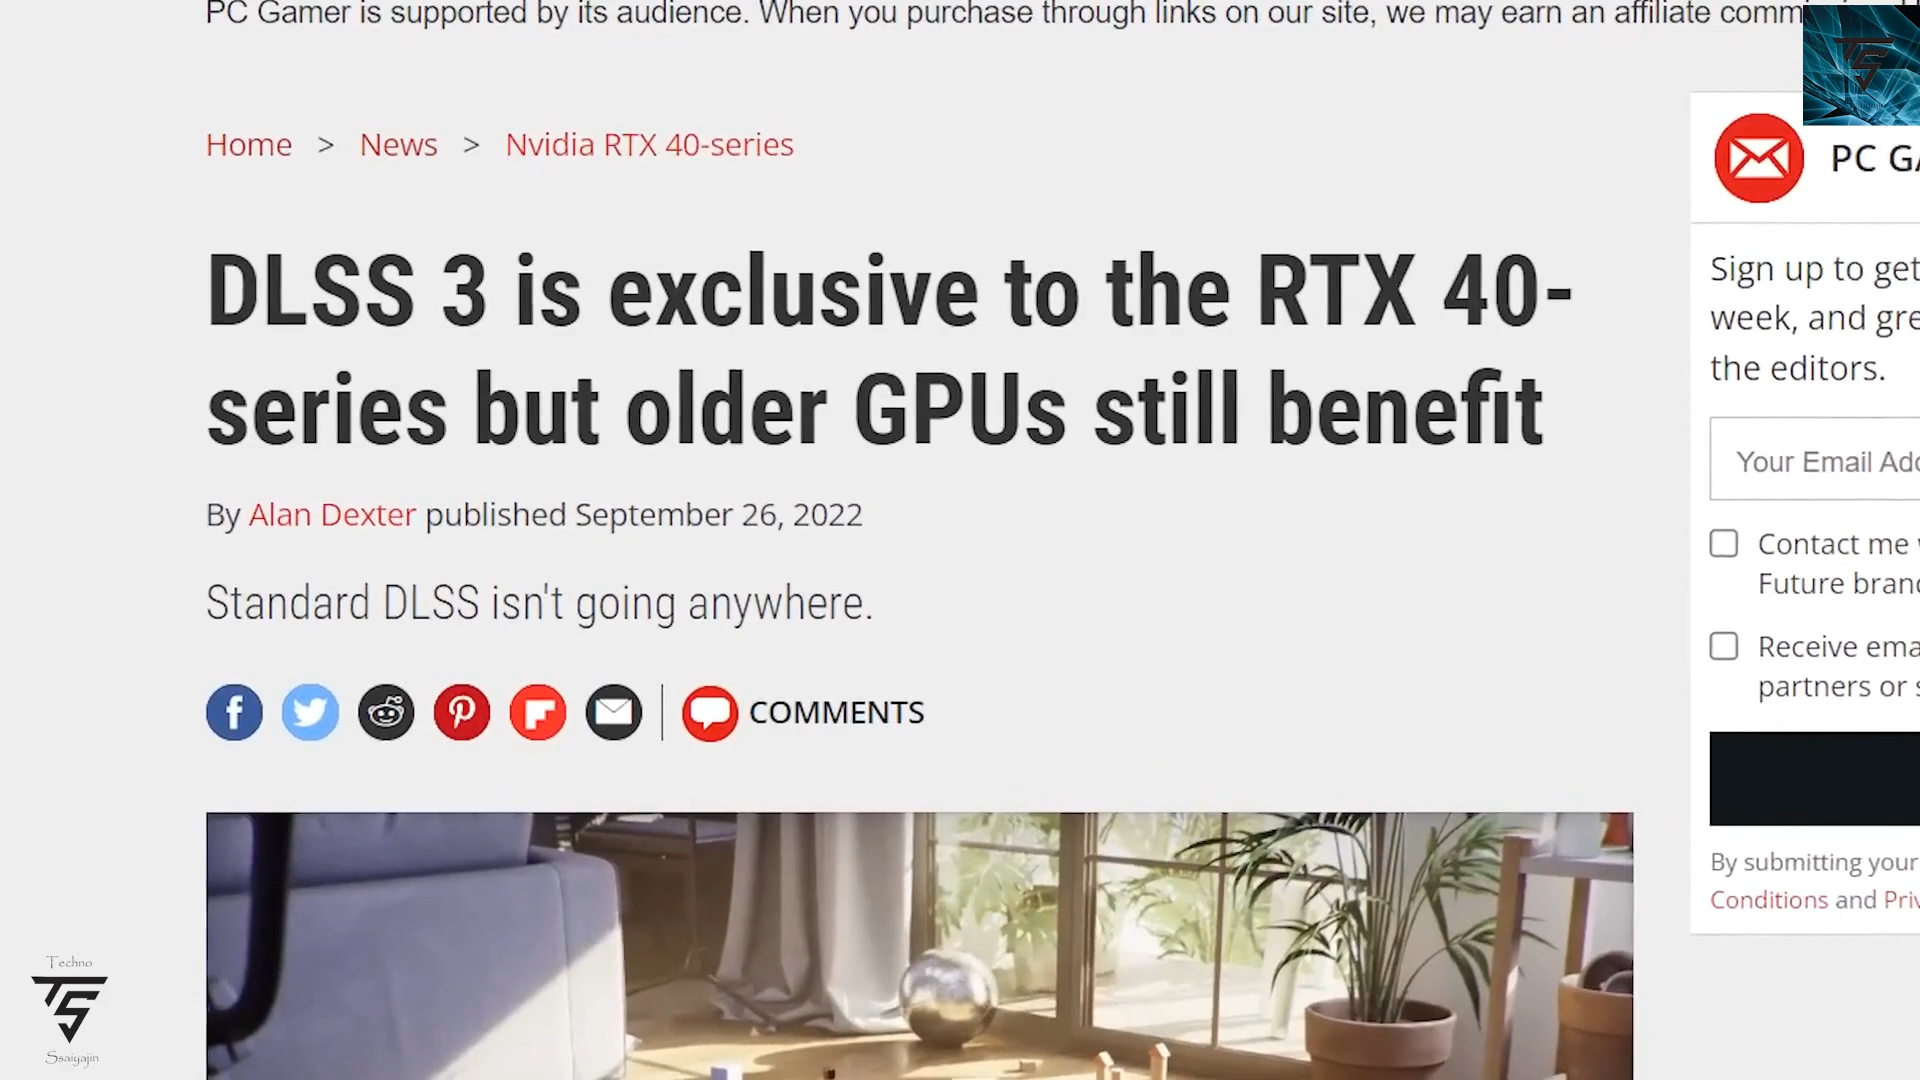 PC Gamer is supported by its audience. When you purchase through links on our site, we may earn an affiliate
Home > News > Nvidia RTX 40-series
DLSS 3 is exclusive to the RTX 40-
series but older GPUs still benefit
By Alan Dexter published September 26, 2022
Standard DLSS isn't going anywhere.
COMMENTS
PC GA
Sign up to get
week, and gre
the editors.
Your Email Add
Contact me
Future brand
Receive ema
partners or s
By submitting your
Conditions and Priv
Techno
TS
Ssaiyajin